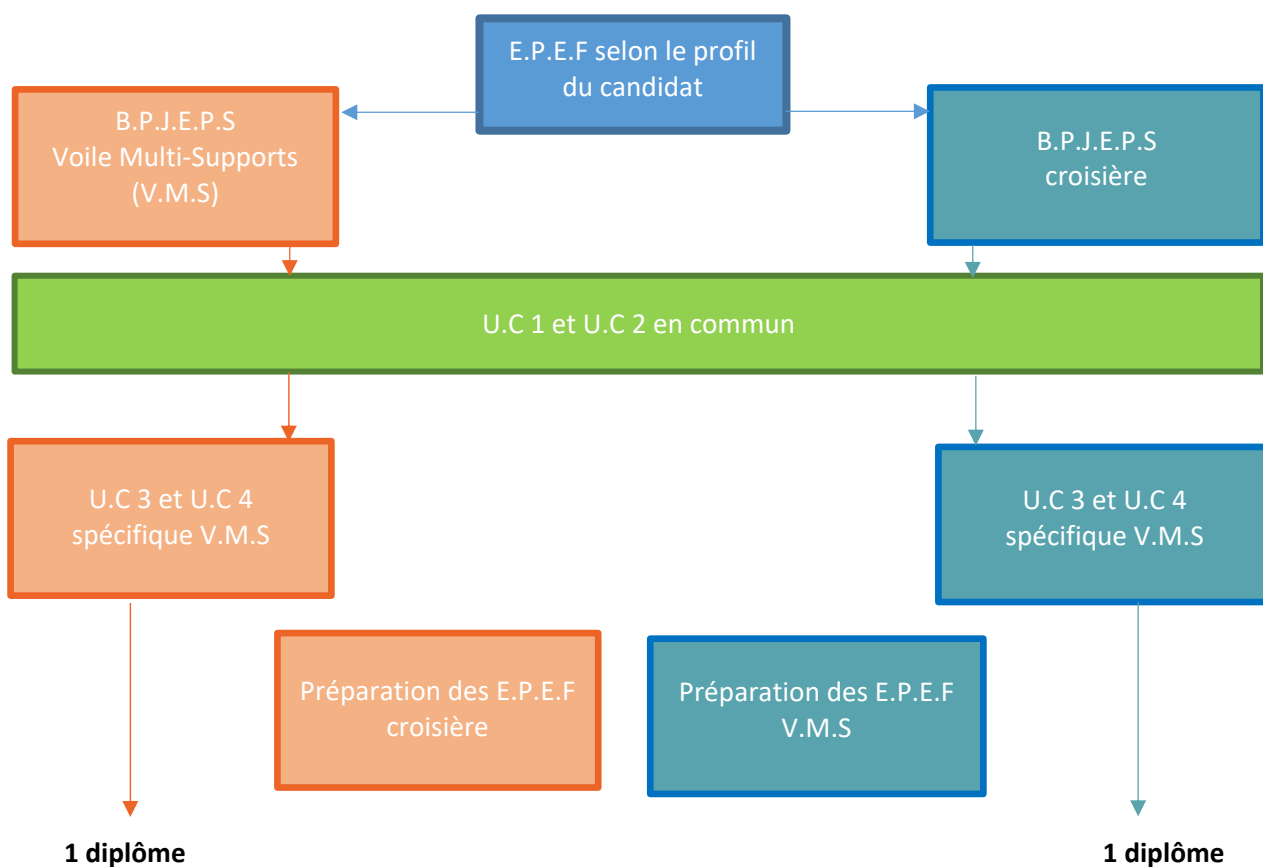 E.P.E.F selon le profil
du candidat
B.P.J.E.P.S
Voile Multi-Supports
(V.M.S)
B.P.J.E.P.S
croisière
U.C 1 et U.C 2 en commun
U.C 3 et U.C 4
spécifique V.M.S
U.C 3 et U.C 4
spécifique V.M.S
Préparation des E.P.E.F
croisière
Préparation des E.P.E.F
V.M.S
1 diplôme
1 diplôme